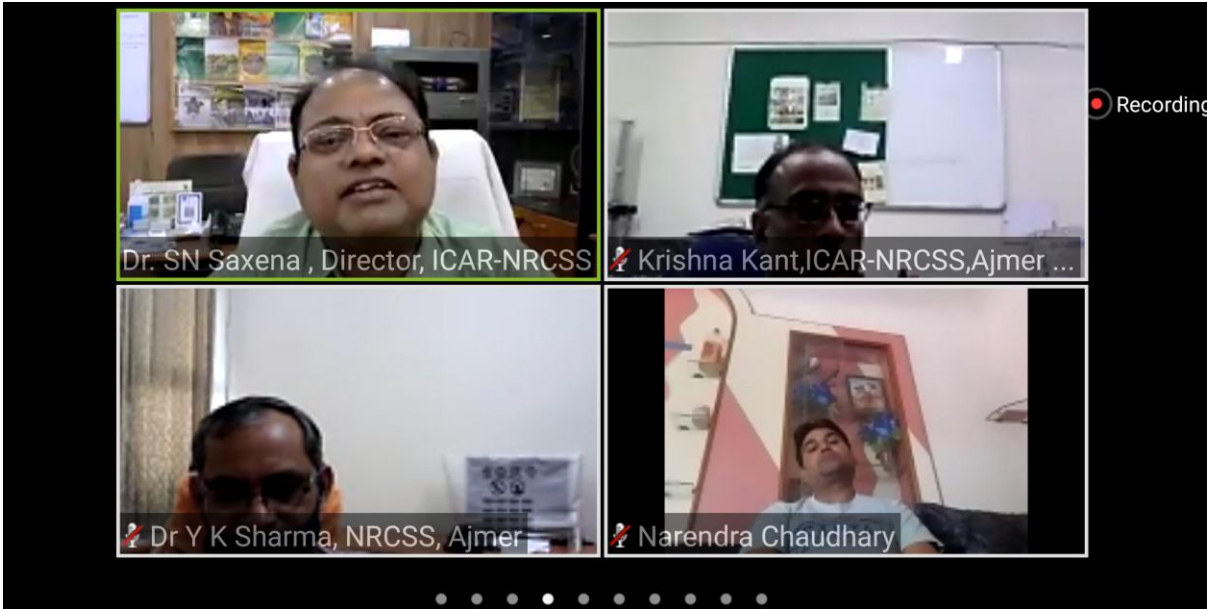 Recording
Dr. SN Saxena , Director, ICAR-NRCSS
Krishna Kant,ICAR-NRCSS,Ajmer ...
Dr Y K Sharma, NRCSS, Ajmer
Narendra Chaudhary